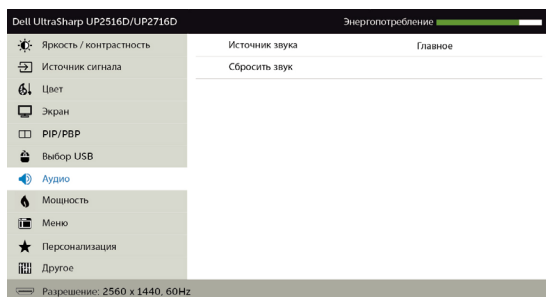 Dell UltraSharp UP2516D/UP2716D Энергопотребление
Яркость / контрастность Источник звука Главное
Источник сигнала Сбросить звук
Цвет
Экран
PIP/PBP
Выбор USB
Аудио
Мощность
Меню
Персонализация
Другое
Разрешение: 2560 x 1440, 60Hz